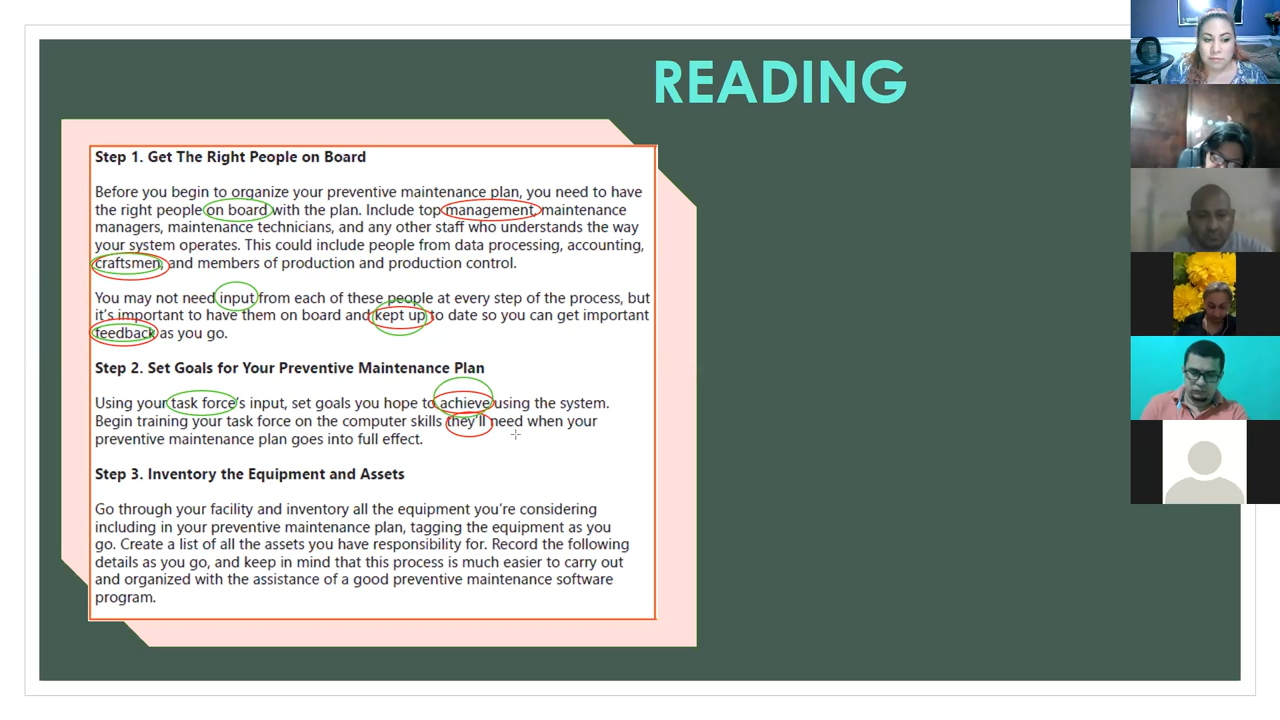 READING
Step 1. Get The Right People on Board
Before you begin to organize your preventive maintenance plan, you need to have
the right people on board with the plan. Include top management, maintenance
managers, maintenance technicians, and any other staff who understands the way
your system operates. This could include people from data processing, accounting,
craftsmen, and members of production and production control.
You may not need input from each of these people at every step of the process, but
it's important to have them on board and kept up to date so you can get important
feedback as you go.
Step 2. Set Goals for Your Preventive Maintenance Plan
Using your task force's input, set goals you hope to achieve using the system.
Begin training your task force on the computer skills they'll need when your
preventive maintenance plan goes into full effect.
Step 3. Inventory the Equipment and Assets
Go through your facility and inventory all the equipment you're considering
including in your preventive maintenance plan, tagging the equipment as you
go. Create a list of all the assets you have responsibility for. Record the following
details as you go, and keep in mind that this process is much easier to carry out
and organized with the assistance of a good preventive maintenance software
program.